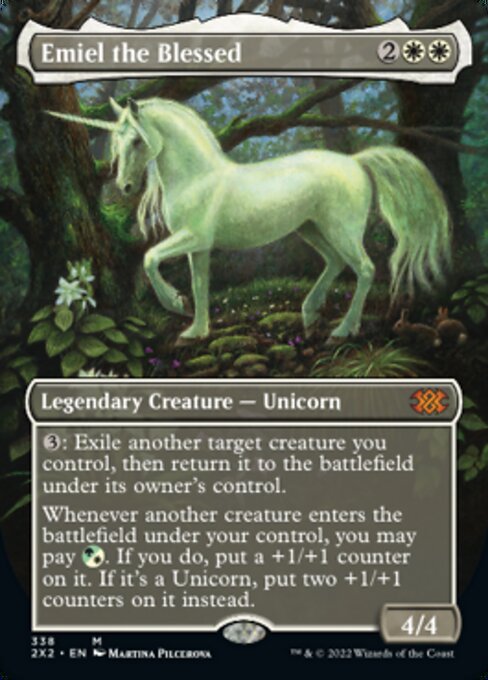 Emiel the Blessed 2
Legendary Creature — Unicorn
3: Exile another target creature you
control, then return it to the battlefield
under its owner's control.
Whenever another creature enters the
battlefield under your control, you may
pay . If you do, put a +1/+1 counter
on it. If it's a Unicorn, put two +1/+1
counters on it instead.
4/4
338 M
2X2 • EN MARTINA PILCEROVA
™ & © 2022 Wizards of the Coast